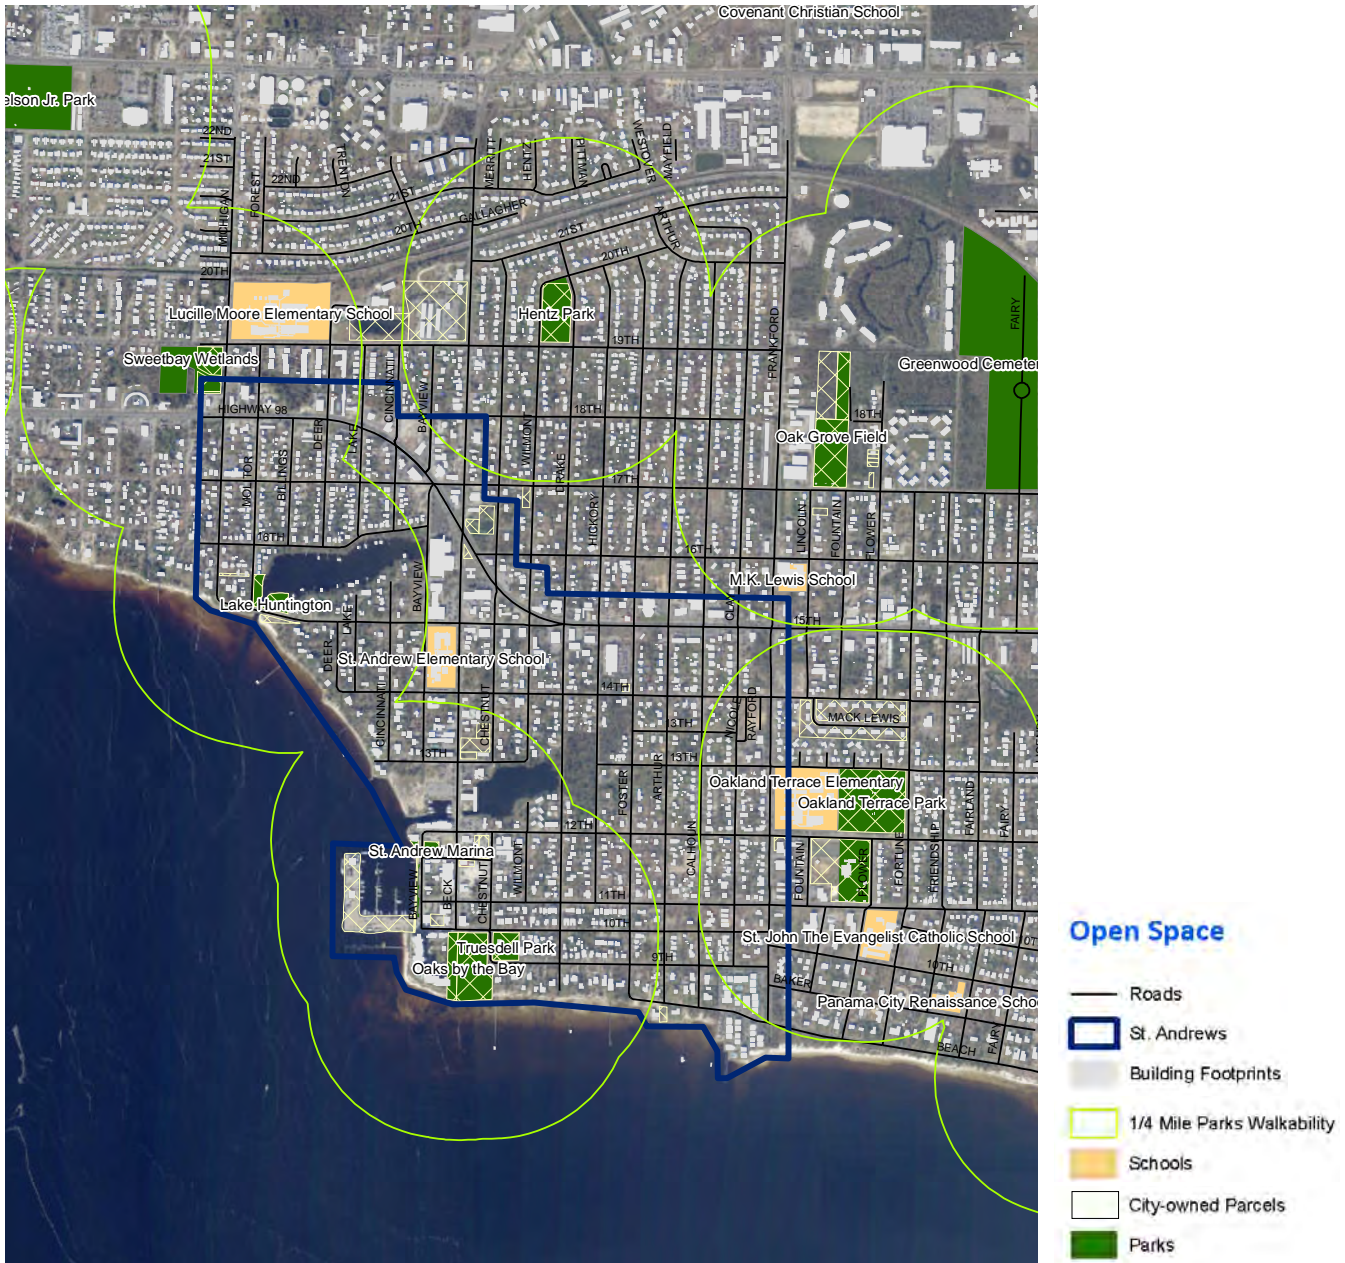 Covenant Christian School
elson Jr. Park
22ND
21ST
22ND
TRENTON
21ST
20TH
MICHIGAN
FOREST
MERRITT
HENTZ
PITTMAN
WESTOVER
MAYFIELD
GALLAGHER
21ST
20TH
ARTHUR
20TH
Lucille Moore Elementary School
Hentz Park
19TH
FRANKFORD
FAIRY
Greenwood Cemeter
Sweetbay Wetlands
HIGHWAY 98
CINCINNATI
BAYVIEW
DEER
LAKE
18TH
18TH
Oak Grove Field
WILMONT
DRAKE
17TH
MOLITOR
BILLINGS
HICKORY
LINCOLN
FOUNTAIN
FLOWER
16TH
16TH
M.K. Lewis School
BAYVIEW
Lake Huntington
CLAY
15TH
LAKE
DEER
St. Andrew Elementary School
14TH
CINCINNATI
CHESTNUT
13TH
NICOLE
RAYFORD
MACK LEWIS
13TH
13TH
FOSTER
ARTHUR
Oakland Terrace Elementary
Oakland Terrace Park
FAIRLAND
FAIRY
12TH
St. Andrew Marina
WILMONT
CALHOUN
FOUNTAIN
FLOWER
FORTUNE
FRIENDSHIP
BAYVIEW
BECK
CHESTNUT
11TH
10TH
St. John The Evangelist Catholic School
Truesdell Park
9TH
10TH
Oaks by the Bay
BAKER
Panama City Renaissance Schoo
BEACH
FAIRY
Open Space
Roads
St. Andrews
Building Footprints
1/4 Mile Parks Walkability
Schools
City-owned Parcels
Parks